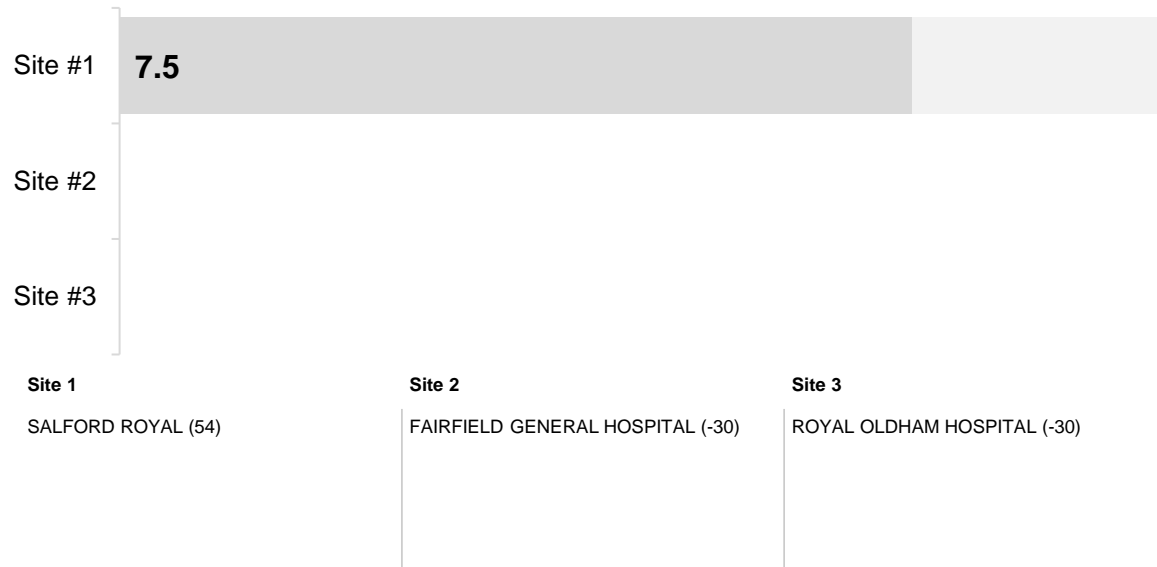 Site #1
7.5
Site #2
Site #3
Site 1
Site 2
Site 3
SALFORD ROYAL (54)
FAIRFIELD GENERAL HOSPITAL (-30)
ROYAL OLDHAM HOSPITAL (-30)